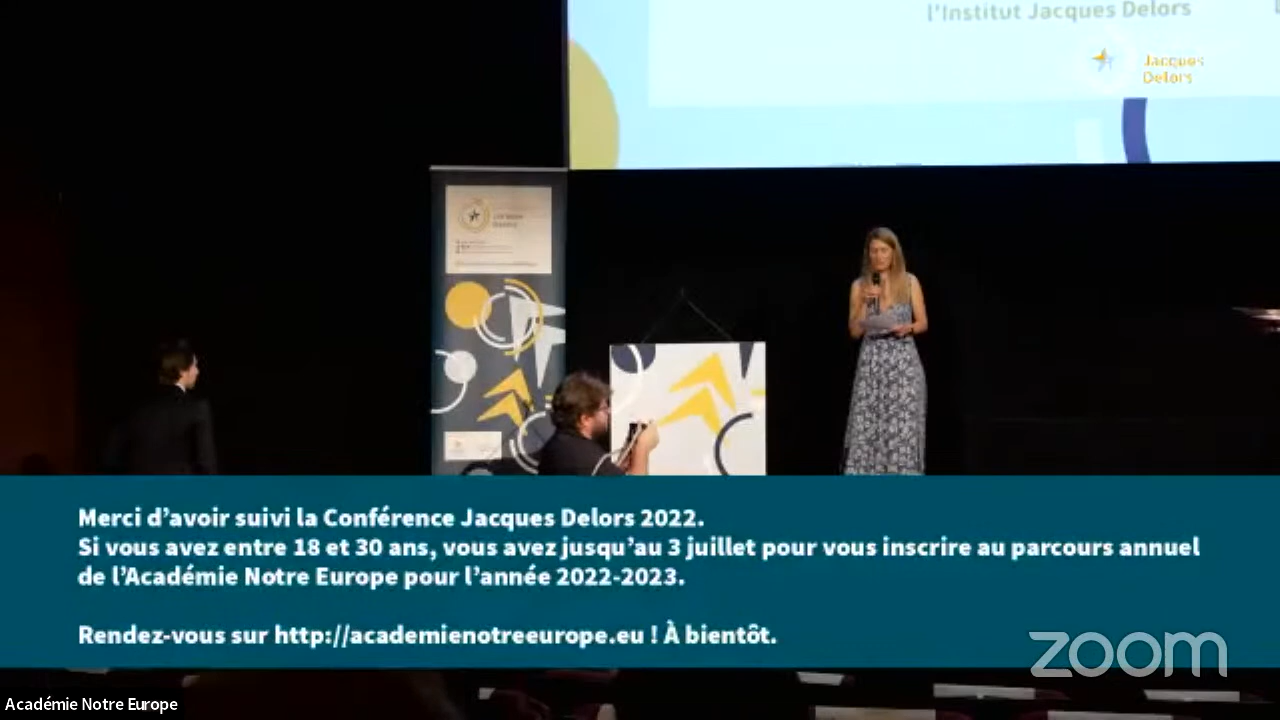 l'Institut Jacques Delors
Jacques
Delors
Merci d’avoir suivi la Conférence Jacques Delors 2022.
Si vous avez entre 18 et 30 ans, vous avez jusqu’au 3 juillet pour vous inscrire au parcours annuel
de l’Académie Notre Europe pour l’année 2022-2023.
Rendez-vous sur http://academienotreeurope.eu ! À bientôt.
zoom
Académie Notre Europe